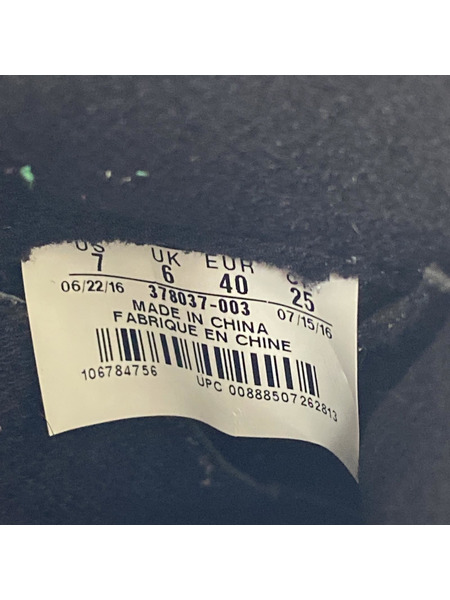 US UK EUR CM
7 6 40 25
06/22/16 378037-003 07/15/16
MADE IN CHINA
FABRIQUE EN CHINE
106784756 UPC 00888507262813